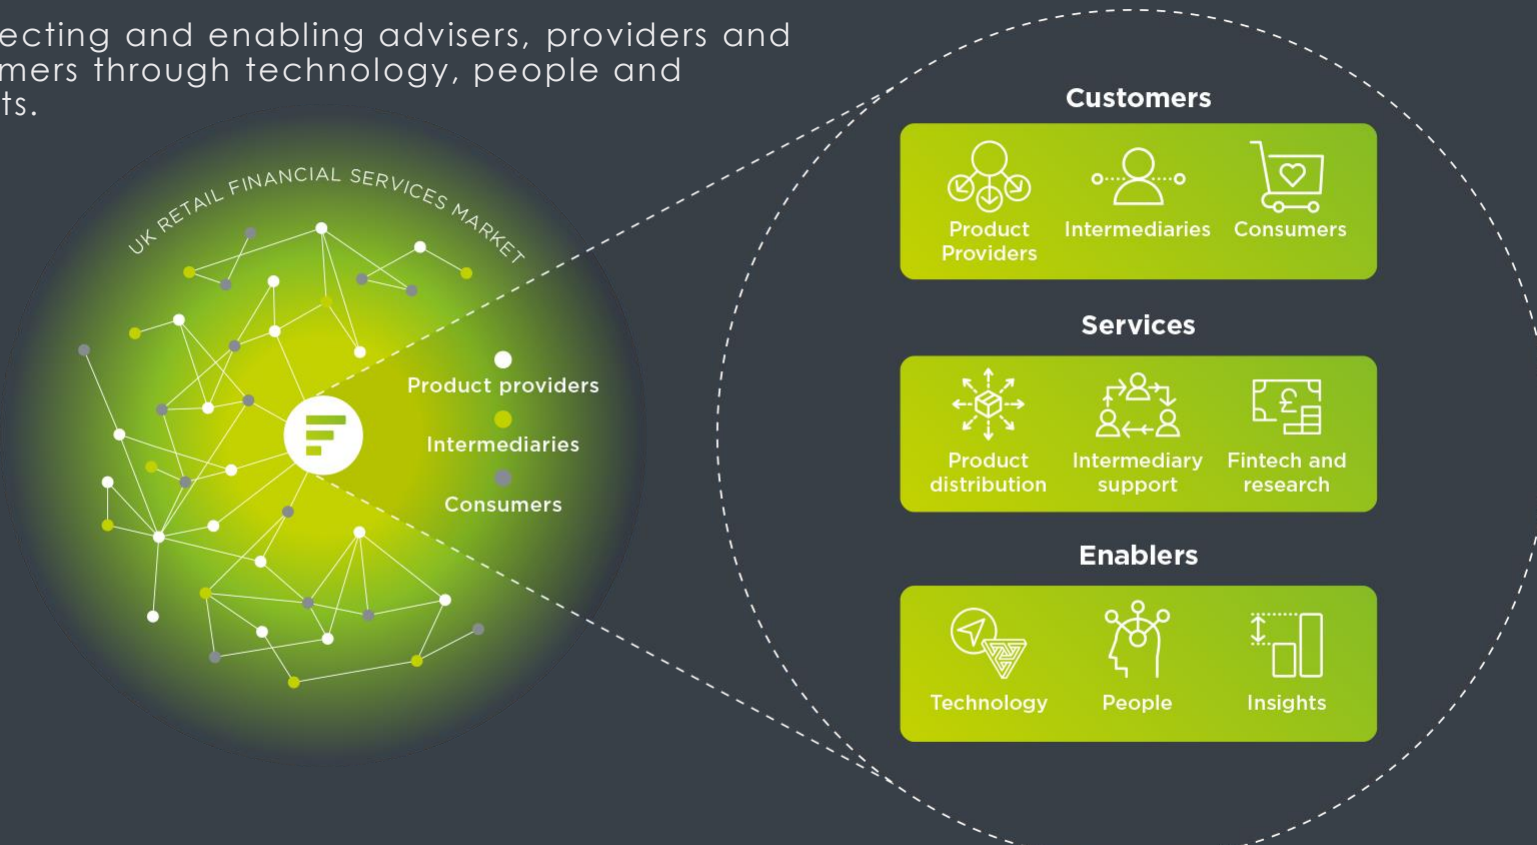 ecting and enabling advisers, providers and
mers through technology, people and
ts.
UK RETAIL FINANCIAL SERVICES MARKET
Product providers
Intermediaries
Consumers
Customers
Product
Providers
Intermediaries
Consumers
Services
Product
distribution
Intermediary
support
Fintech and
research
Enablers
Technology
People
Insights